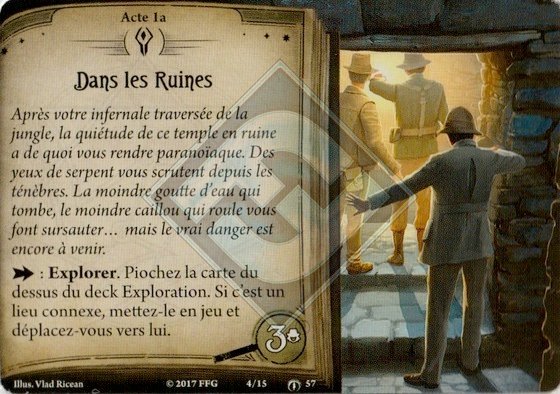 Acte 1a
Dans les Ruines
Après votre infernale traversée de la
jungle, la quiétude de ce temple en ruine
a de quoi vous rendre paranoïaque. Des
yeux de serpent vous scrutent depuis les
ténèbres. La moindre goutte d'eau qui
tombe, le moindre caillou qui roule vous
font sursauter… mais le vrai danger est
encore à venir.
: Explorer. Piochez la carte du
dessus du deck Exploration. Si c'est un
lieu connexe, mettez-le en jeu et
déplacez-vous vers lui.
3
Illus. Vlad Ricean © 2017 FFG 4/15 57